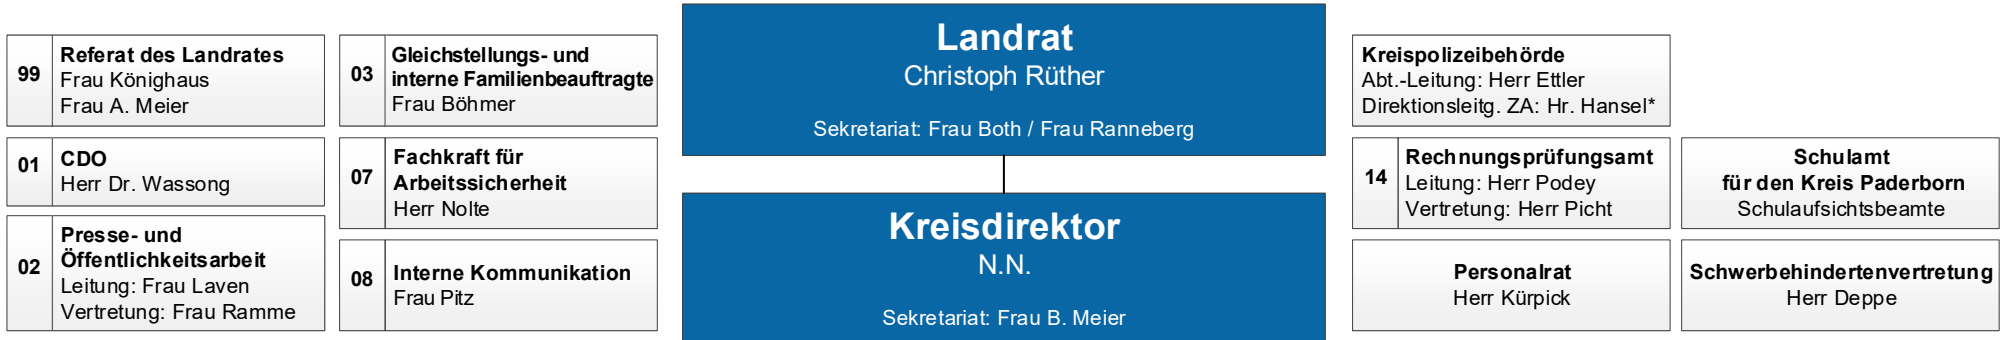 99
Referat des Landrates
Frau Könighaus
Frau A. Meier
01
CDO
Herr Dr. Wassong
02
Presse- und
Öffentlichkeitsarbeit
Leitung: Frau Laven
Vertretung: Frau Ramme
03
Gleichstellungs- und
interne Familienbeauftragte
Frau Böhmer
07
Fachkraft für
Arbeitssicherheit
Herr Nolte
08
Interne Kommunikation
Frau Pitz
Landrat
Christoph Rüther
Sekretariat: Frau Both / Frau Ranneberg
Kreisdirektor
N.N.
Sekretariat: Frau B. Meier
Kreispolizeibehörde
Abt.-Leitung: Herr Ettler
Direktionsleitg. ZA: Hr. Hansel*
14
Rechnungsprüfungsamt
Leitung: Herr Podey
Vertretung: Herr Picht
Schulamt
für den Kreis Paderborn
Schulaufsichtsbeamte
Personalrat
Herr Kürpick
Schwerbehindertenvertretung
Herr Deppe